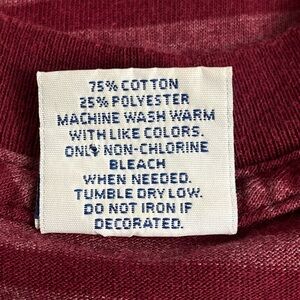 75% COTTON
25% POLYESTER
MACHINE WASH WARM
WITH LIKE COLORS.
ONLY NON-CHLORINE
BLEACH
WHEN NEEDED.
TUMBLE DRY LOW.
DO NOT IRON IF
DECORATED.